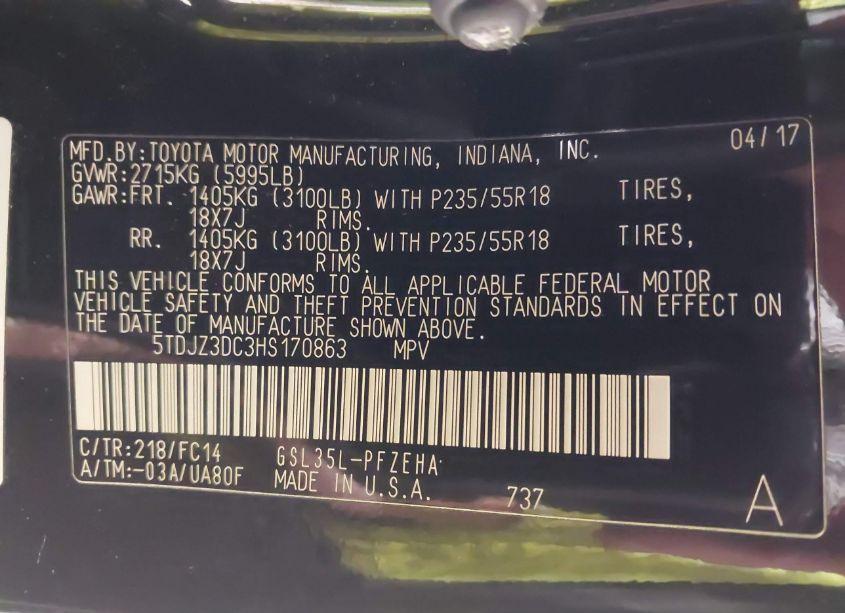 MFD.BY:TOYOTA MOTOR MANUFACTURING, INDIANA, INC. 04/17
GVWR:2715KG (5995LB)
GAWR:FRT. 1405KG (3100LB) WITH P235/55R18 TIRES,
18X7J RIMS.
RR. 1405KG (3100LB) WITH P235/55R18 TIRES,
18X7J RIMS.
THIS VEHICLE CONFORMS TO ALL APPLICABLE FEDERAL MOTOR
VEHICLE SAFETY AND THEFT PREVENTION STANDARDS IN EFFECT ON
THE DATE OF MANUFACTURE SHOWN ABOVE.
5TDJZ3DC3HS170863 MPV
C/TR:218/FC14 GSL35L-PFZEHA
A/TM:-03A/UA80F MADE IN U.S.A. 737 A